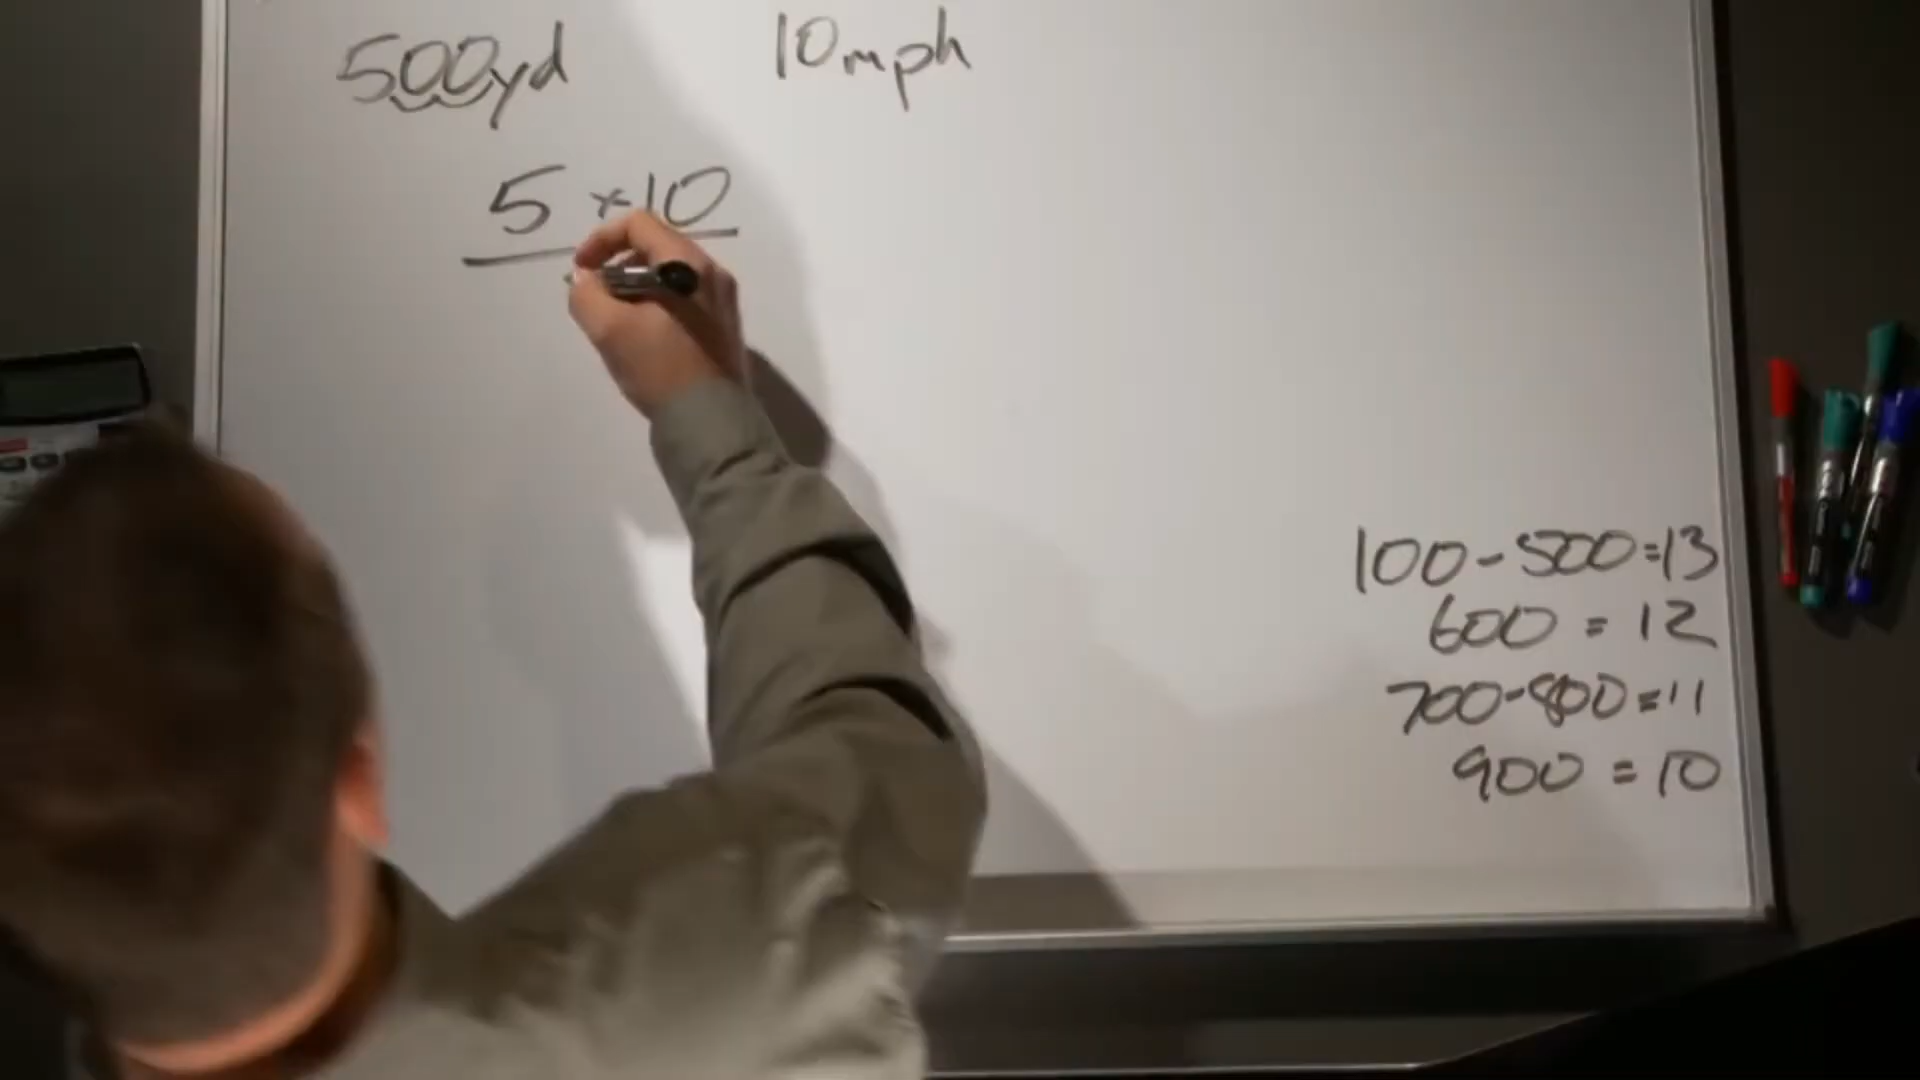 500yd 10mph
5 × 10
100-500=13
600 = 12
700-800=11
900 = 10